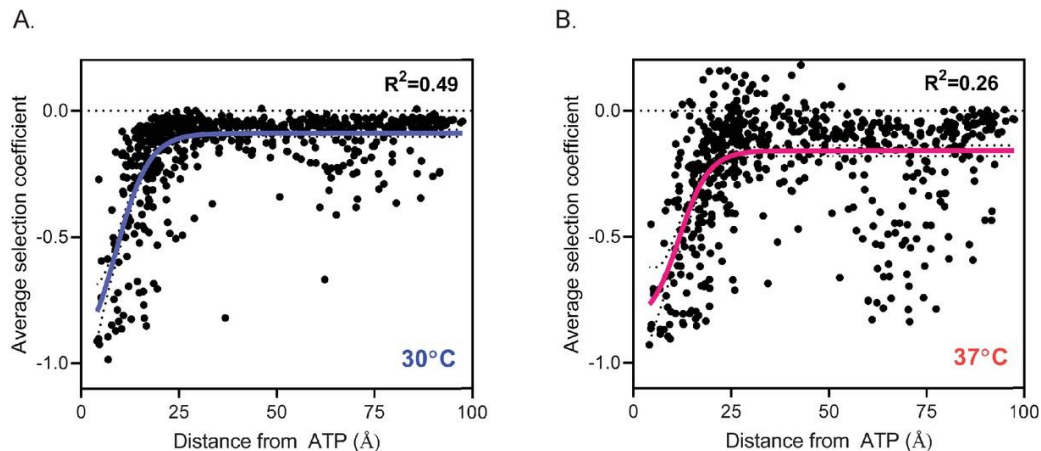 A.
R²=0.49
0.0
-0.5
-1.0
Average selection coefficient
30°C
0
25
50
75
100
Distance from ATP (Å)
B.
R²=0.26
0.0
-0.5
-1.0
Average selection coefficient
37°C
0
25
50
75
100
Distance from ATP (Å)